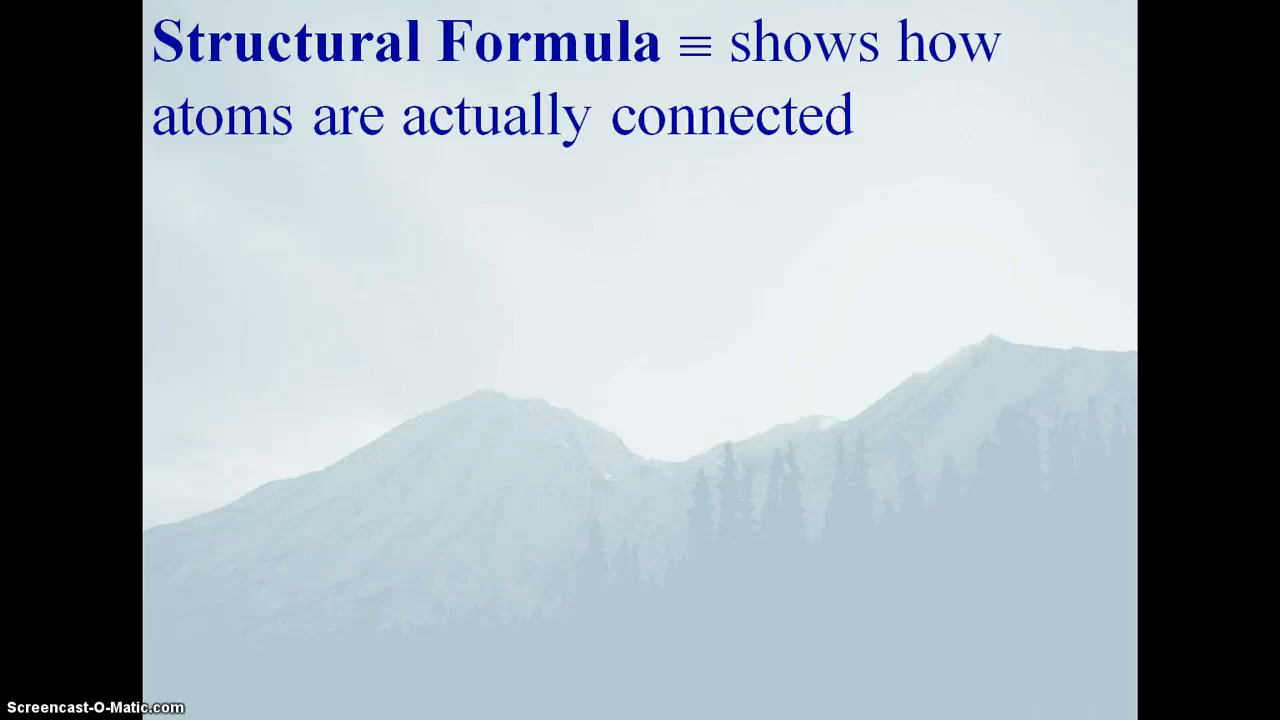 Structural Formula ≡ shows how
atoms are actually connected
Screencast-O-Matic.com